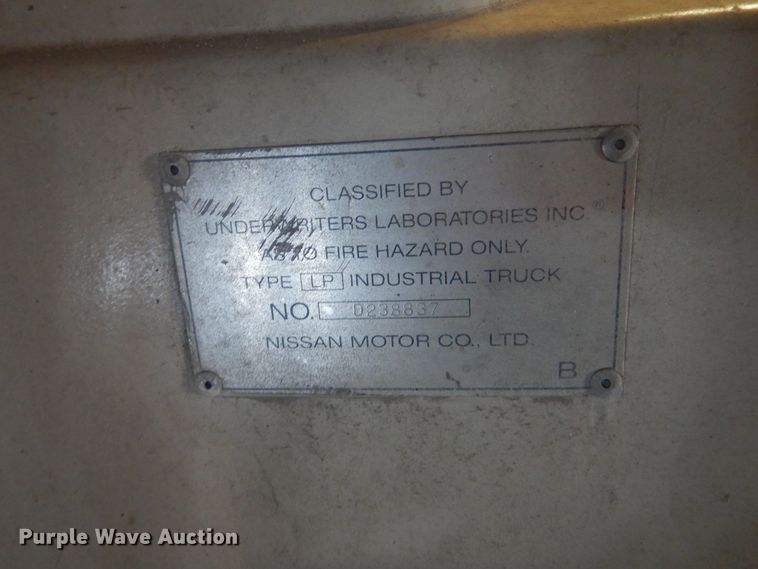 CLASSIFIED BY
UNDERWRITERS LABORATORIES INC.®
AS TO FIRE HAZARD ONLY.
TYPE LP INDUSTRIAL TRUCK
NO. D238837
NISSAN MOTOR CO., LTD.
B
Purple Wave Auction